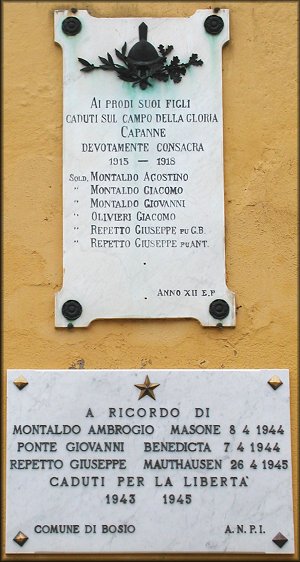 AI PRODI SUOI FIGLI
CADUTI SUL CAMPO DELLA GLORIA
CAPANNE
DEVOTAMENTE CONSACRA
1915 — 1918
SOLD. MONTALDO AGOSTINO
" MONTALDO GIACOMO
" MONTALDO GIOVANNI
" OLIVIERI GIACOMO
" REPETTO GIUSEPPE FU G.B.
" REPETTO GIUSEPPE FU ANT.
ANNO XII E.F
A RICORDO DI
MONTALDO AMBROGIO MASONE 8 4 1944
PONTE GIOVANNI BENEDICTA 7 4 1944
REPETTO GIUSEPPE MAUTHAUSEN 26 4 1945
CADUTI PER LA LIBERTA'
1943 1945
COMUNE DI BOSIO A.N.P.I.